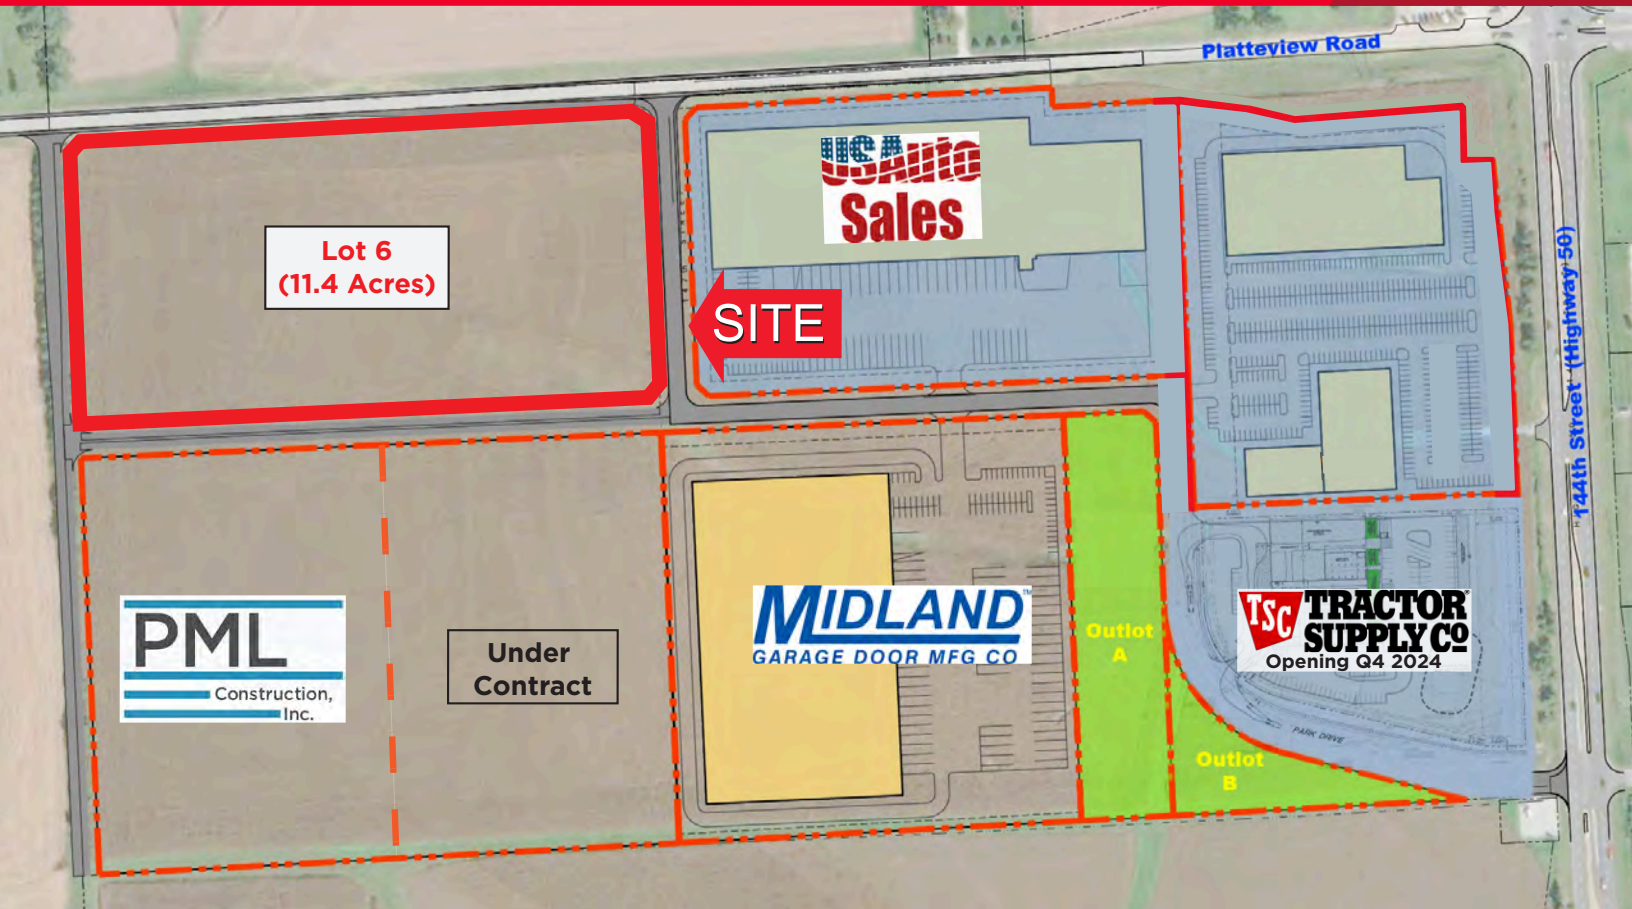 Platteview Road
USAuto
Sales
Lot 6
(11.4 Acres)
SITE
144th Street (Highway 50)
PML
Construction,
Inc.
Under
Contract
MIDLAND™
GARAGE DOOR MFG CO
Outlot
A
TSC TRACTOR
SUPPLY CO
Opening Q4 2024
PARK DRIVE
Outlot
B